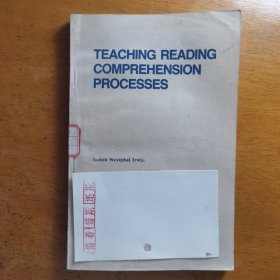 TEACHING READING
COMPREHENSION
PROCESSES
Judith Westphal Irwin